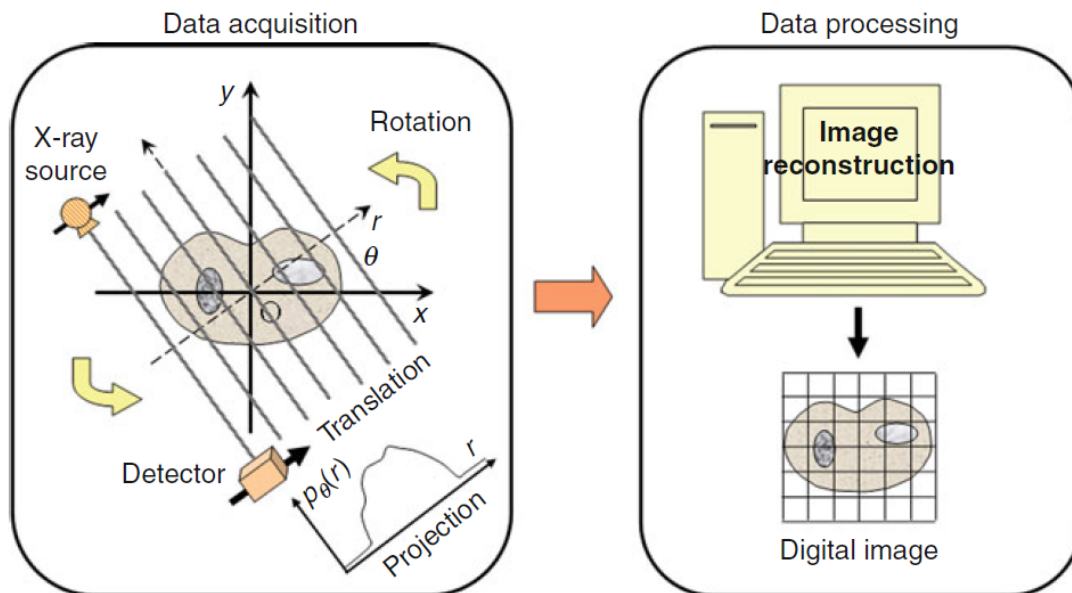 Data acquisition
y
X-ray
source
Rotation
r
θ
x
O
Translation
Detector
pθ(r)
r
Projection
Data processing
Image
reconstruction
Digital image